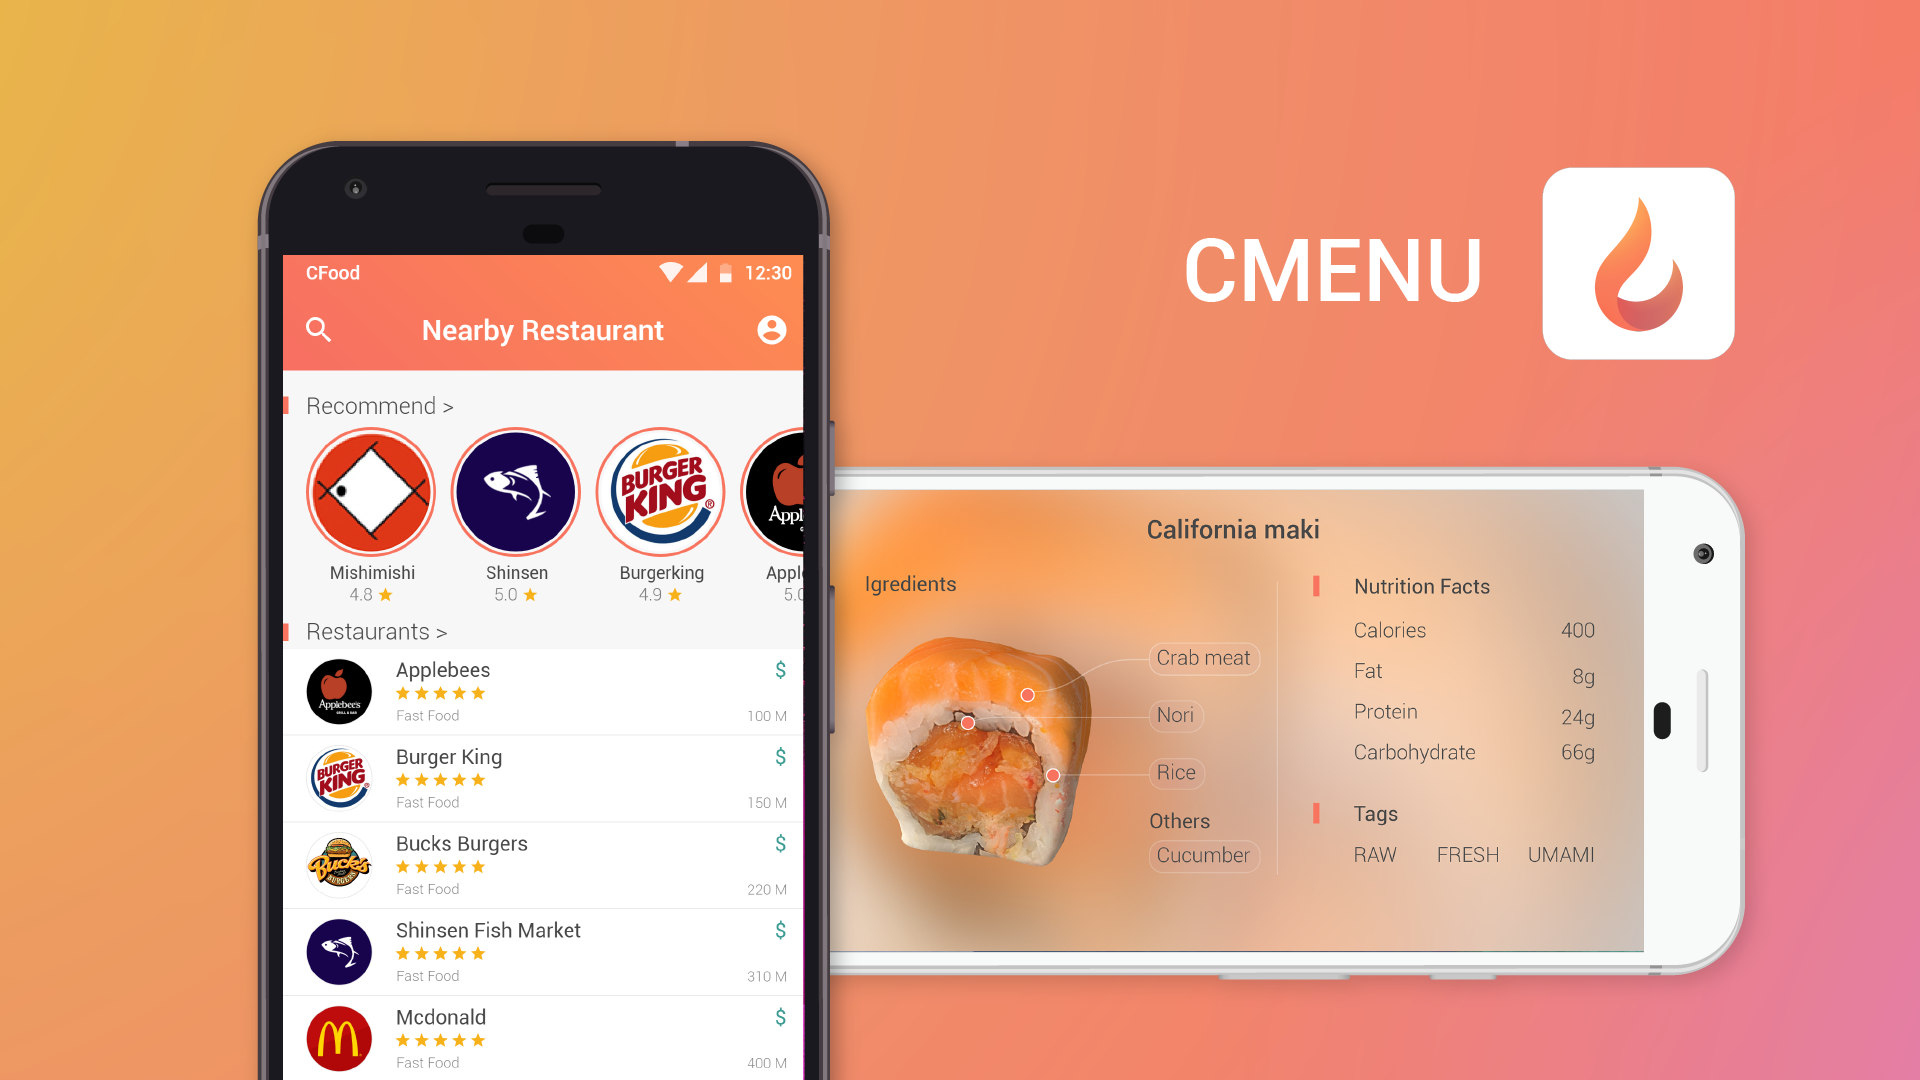 CFood
12:30
Nearby Restaurant
Recommend >
BURGER
KING
®
Appl
Mishimishi
Shinsen
Burgerking
Appl
4.8
5.0
4.9
5.0
Restaurants >
Applebee's
GRILL & BAR
Applebees
$
Fast Food
100 M
BURGER
KING
Burger King
$
Fast Food
150 M
Buck's
BURGERS
Bucks Burgers
$
Fast Food
220 M
Shinsen Fish Market
$
Fast Food
310 M
Mcdonald
$
Fast Food
400 M
CMENU
California maki
Igredients
Crab meat
Nori
Rice
Others
Cucumber
Nutrition Facts
Calories 400
Fat 8g
Protein 24g
Carbohydrate 66g
Tags
RAW FRESH UMAMI